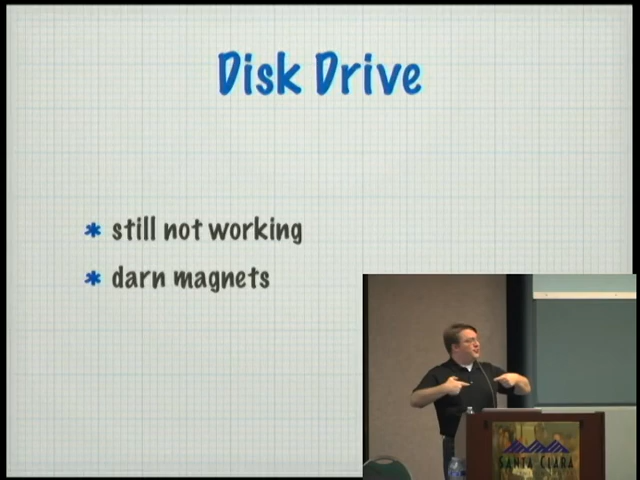 Disk Drive
* still not working
* darn magnets
SANTA CLARA